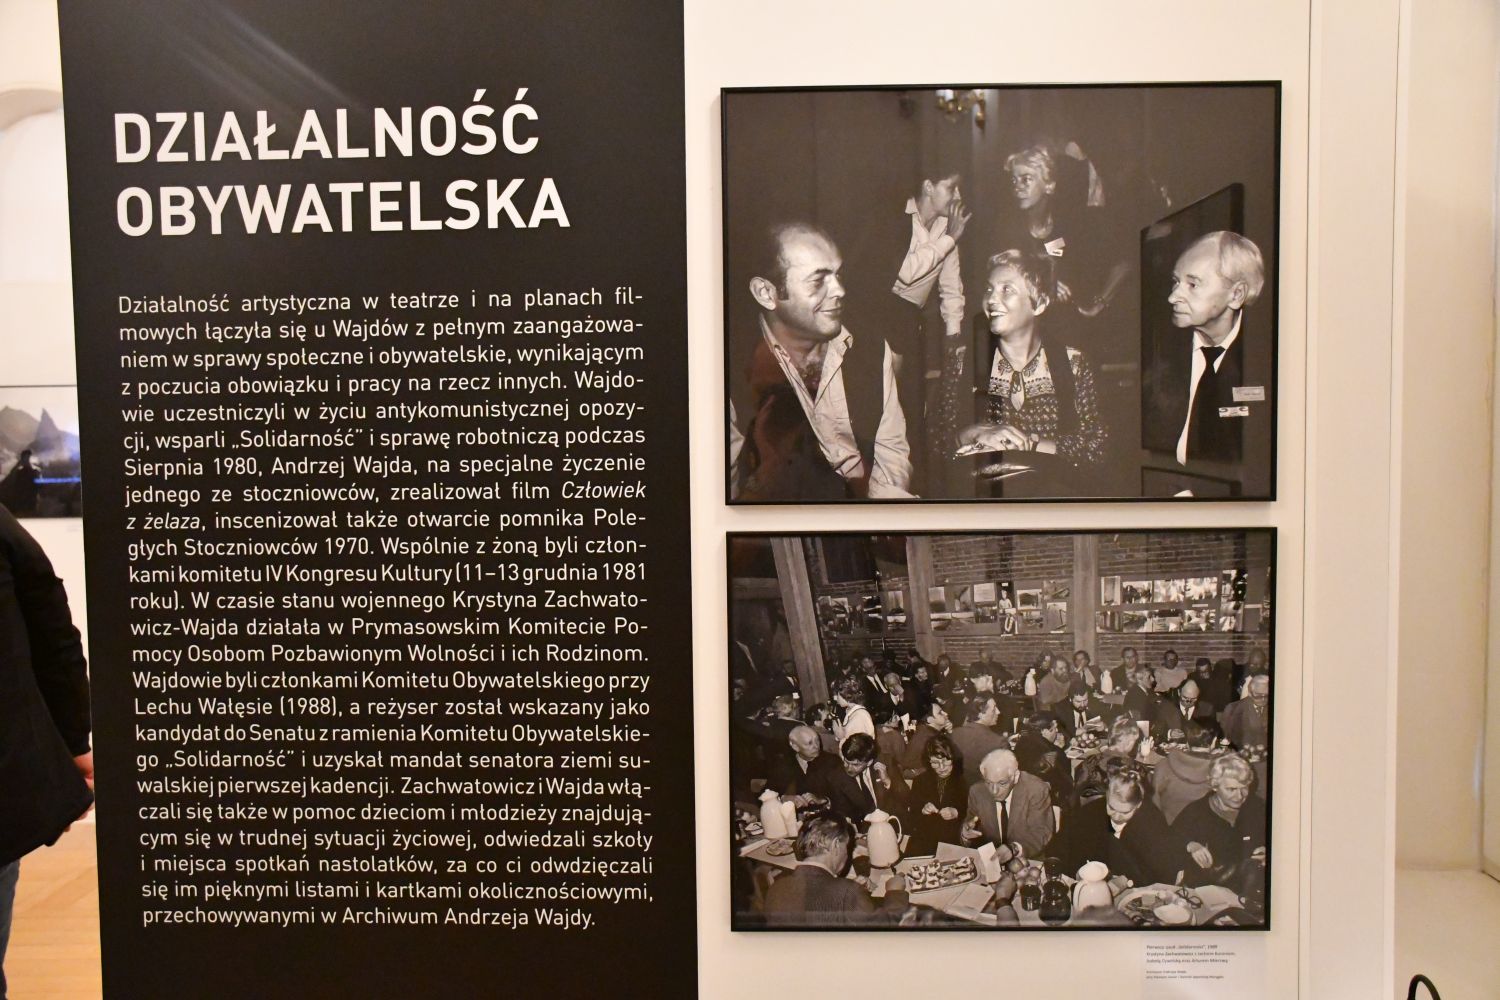 DZIAŁALNOŚĆ
OBYWATELSKA
Działalność artystyczna w teatrze i na planach fil-
mowych łączyła się u Wajdów z pełnym zaangażowa-
niem w sprawy społeczne i obywatelskie, wynikającym
z poczucia obowiązku i pracy na rzecz innych. Wajdo-
wie uczestniczyli w życiu antykomunistycznej opozy-
cji, wsparli „Solidarność” i sprawę robotniczą podczas
Sierpnia 1980, Andrzej Wajda, na specjalne życzenie
jednego ze stoczniowców, zrealizował film Człowiek
z żelaza, inscenizował także otwarcie pomnika Pole-
głych Stoczniowców 1970. Wspólnie z żoną byli człon-
kami komitetu IV Kongresu Kultury (11–13 grudnia 1981
roku). W czasie stanu wojennego Krystyna Zachwato-
wicz-Wajda działała w Prymasowskim Komitecie Po-
mocy Osobom Pozbawionym Wolności i ich Rodzinom.
Wajdowie byli członkami Komitetu Obywatelskiego przy
Lechu Wałęsie (1988), a reżyser został wskazany jako
kandydat do Senatu z ramienia Komitetu Obywatelskie-
go „Solidarność” i uzyskał mandat senatora ziemi su-
walskiej pierwszej kadencji. Zachwatowicz i Wajda włą-
czali się także w pomoc dzieciom i młodzieży znajdują-
cym się w trudnej sytuacji życiowej, odwiedzali szkoły
i miejsca spotkań nastolatków, za co ci odwdzięczali
się im pięknymi listami i kartkami okolicznościowymi,
przechowywanymi w Archiwum Andrzeja Wajdy.
Krystyna Zachwatowicz z Jackiem Kuroniem,